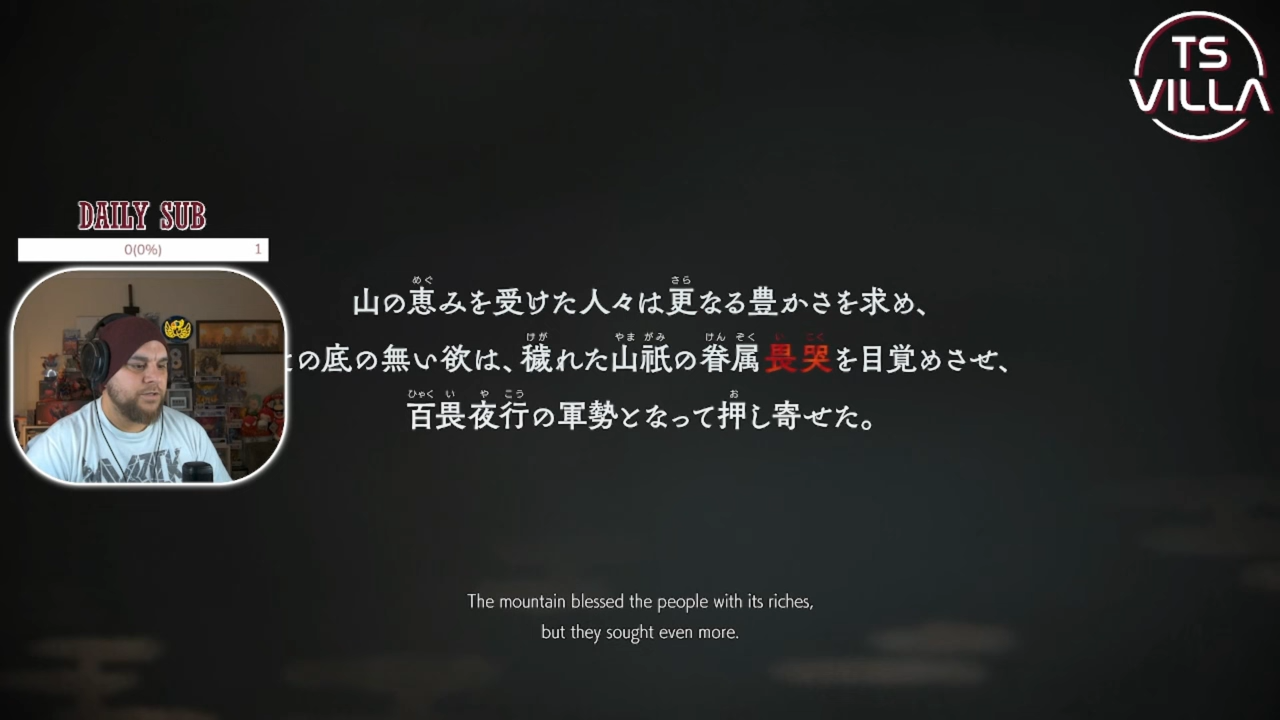 TS
VILLA
DAILY SUB
0(0%) 1
山の恵みを受けた人々は更なる豊かさを求め、
の底の無い欲は、穢れた山祇の眷属畏哭を目覚めさせ、
百畏夜行の軍勢となって押し寄せた。
The mountain blessed the people with its riches,
but they sought even more.